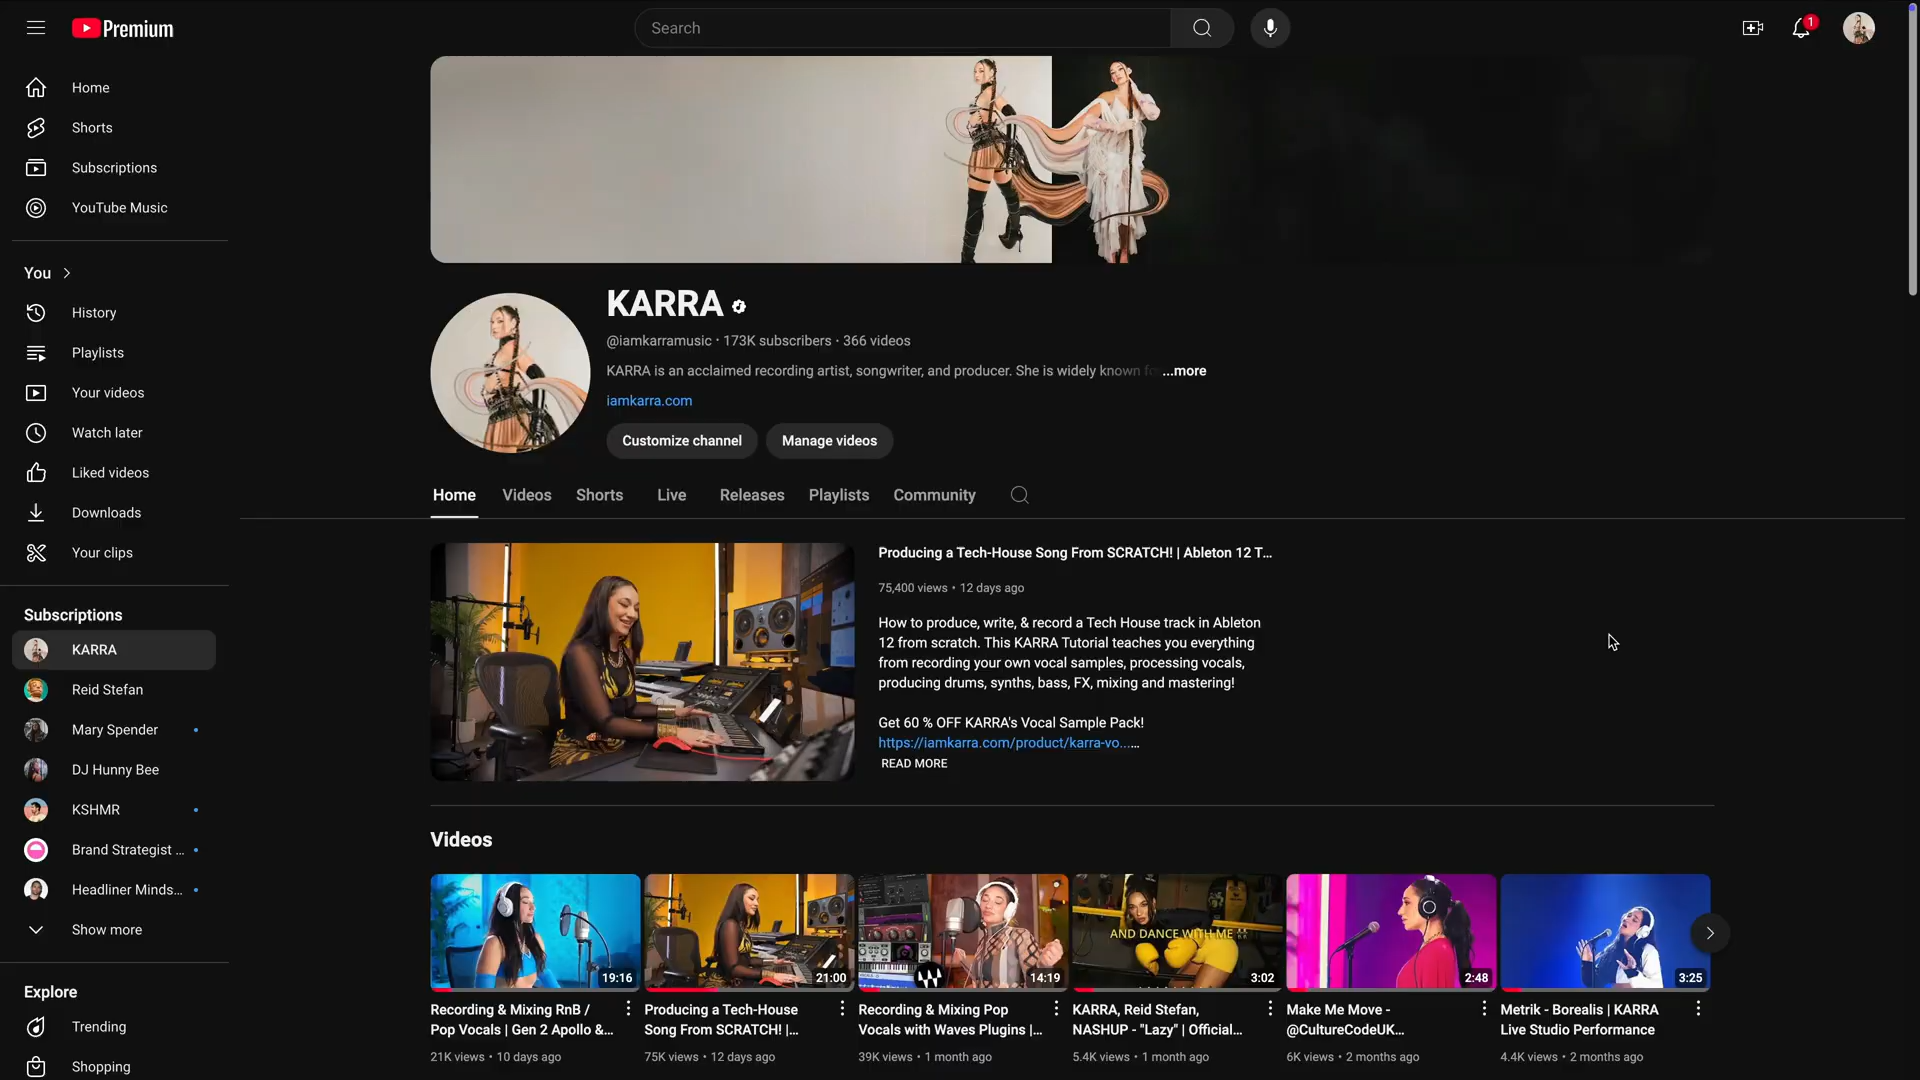 Premium
Search
1
Home
Shorts
Subscriptions
YouTube Music
You
History
Playlists
Your videos
Watch later
Liked videos
Downloads
Your clips
Subscriptions
KARRA
Reid Stefan
Mary Spender
DJ Hunny Bee
KSHMR
Brand Strategist ...
Headliner Minds...
Show more
Explore
Trending
Shopping
KARRA
@iamkarramusic • 173K subscribers • 366 videos
KARRA is an acclaimed recording artist, songwriter, and producer. She is widely known ...more
iamkarra.com
Customize channel
Manage videos
Home
Videos
Shorts
Live
Releases
Playlists
Community
Producing a Tech-House Song From SCRATCH! | Ableton 12 T...
75,400 views • 12 days ago
How to produce, write, & record a Tech House track in Ableton
12 from scratch. This KARRA Tutorial teaches you everything
from recording your own vocal samples, processing vocals,
producing drums, synths, bass, FX, mixing and mastering!
Get 60 % OFF KARRA's Vocal Sample Pack!
https://iamkarra.com/product/karra-vo......
READ MORE
Videos
19:16
Recording & Mixing RnB /
Pop Vocals | Gen 2 Apollo &...
21K views • 10 days ago
21:00
Producing a Tech-House
Song From SCRATCH! |...
75K views • 12 days ago
14:19
Recording & Mixing Pop
Vocals with Waves Plugins |...
39K views • 1 month ago
AND DANCE WITH ME
3:02
KARRA, Reid Stefan,
NASHUP - "Lazy" | Official...
5.4K views • 1 month ago
2:48
Make Me Move -
@CultureCodeUK...
6K views • 2 months ago
3:25
Metrik - Borealis | KARRA
Live Studio Performance
4.4K views • 2 months ago